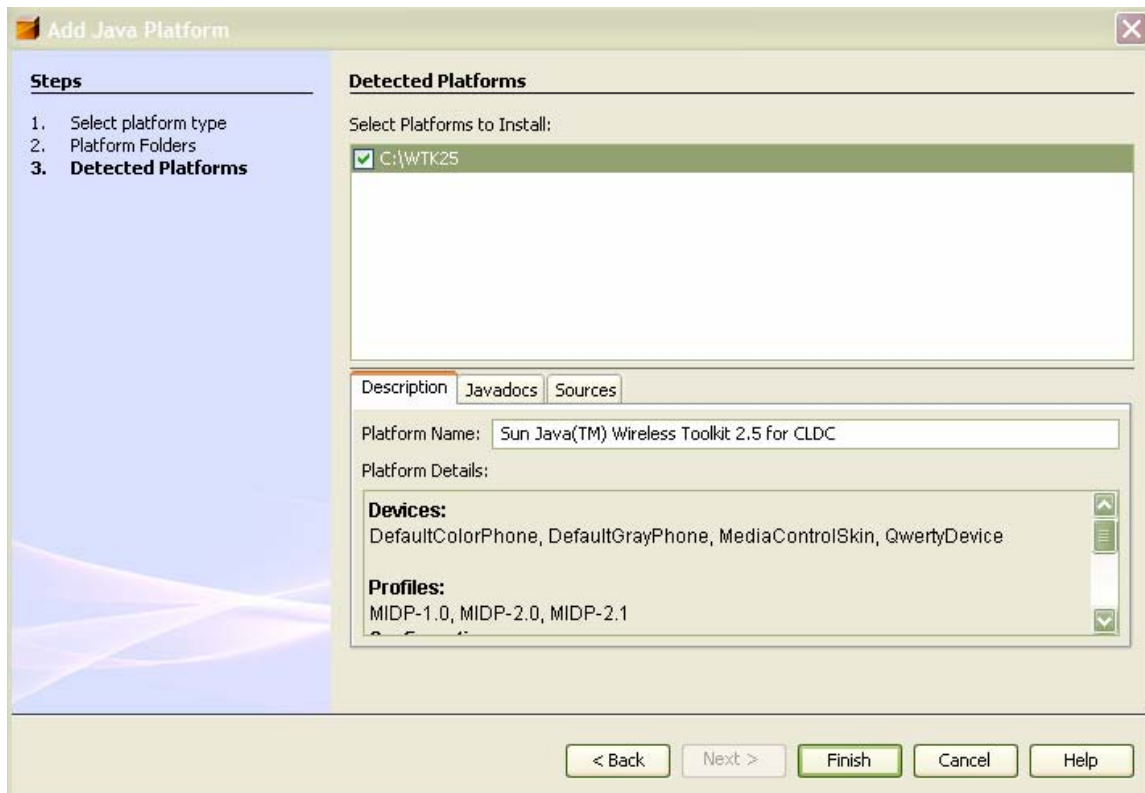 Add Java Platform
Steps
1. Select platform type
2. Platform Folders
3. Detected Platforms
Detected Platforms
Select Platforms to Install:
C:\WTK25
Description Javadocs Sources
Platform Name: Sun Java(TM) Wireless Toolkit 2.5 for CLDC
Platform Details:
Devices:
DefaultColorPhone, DefaultGrayPhone, MediaControlSkin, QwertyDevice
Profiles:
MIDP-1.0, MIDP-2.0, MIDP-2.1
< Back Next > Finish Cancel Help